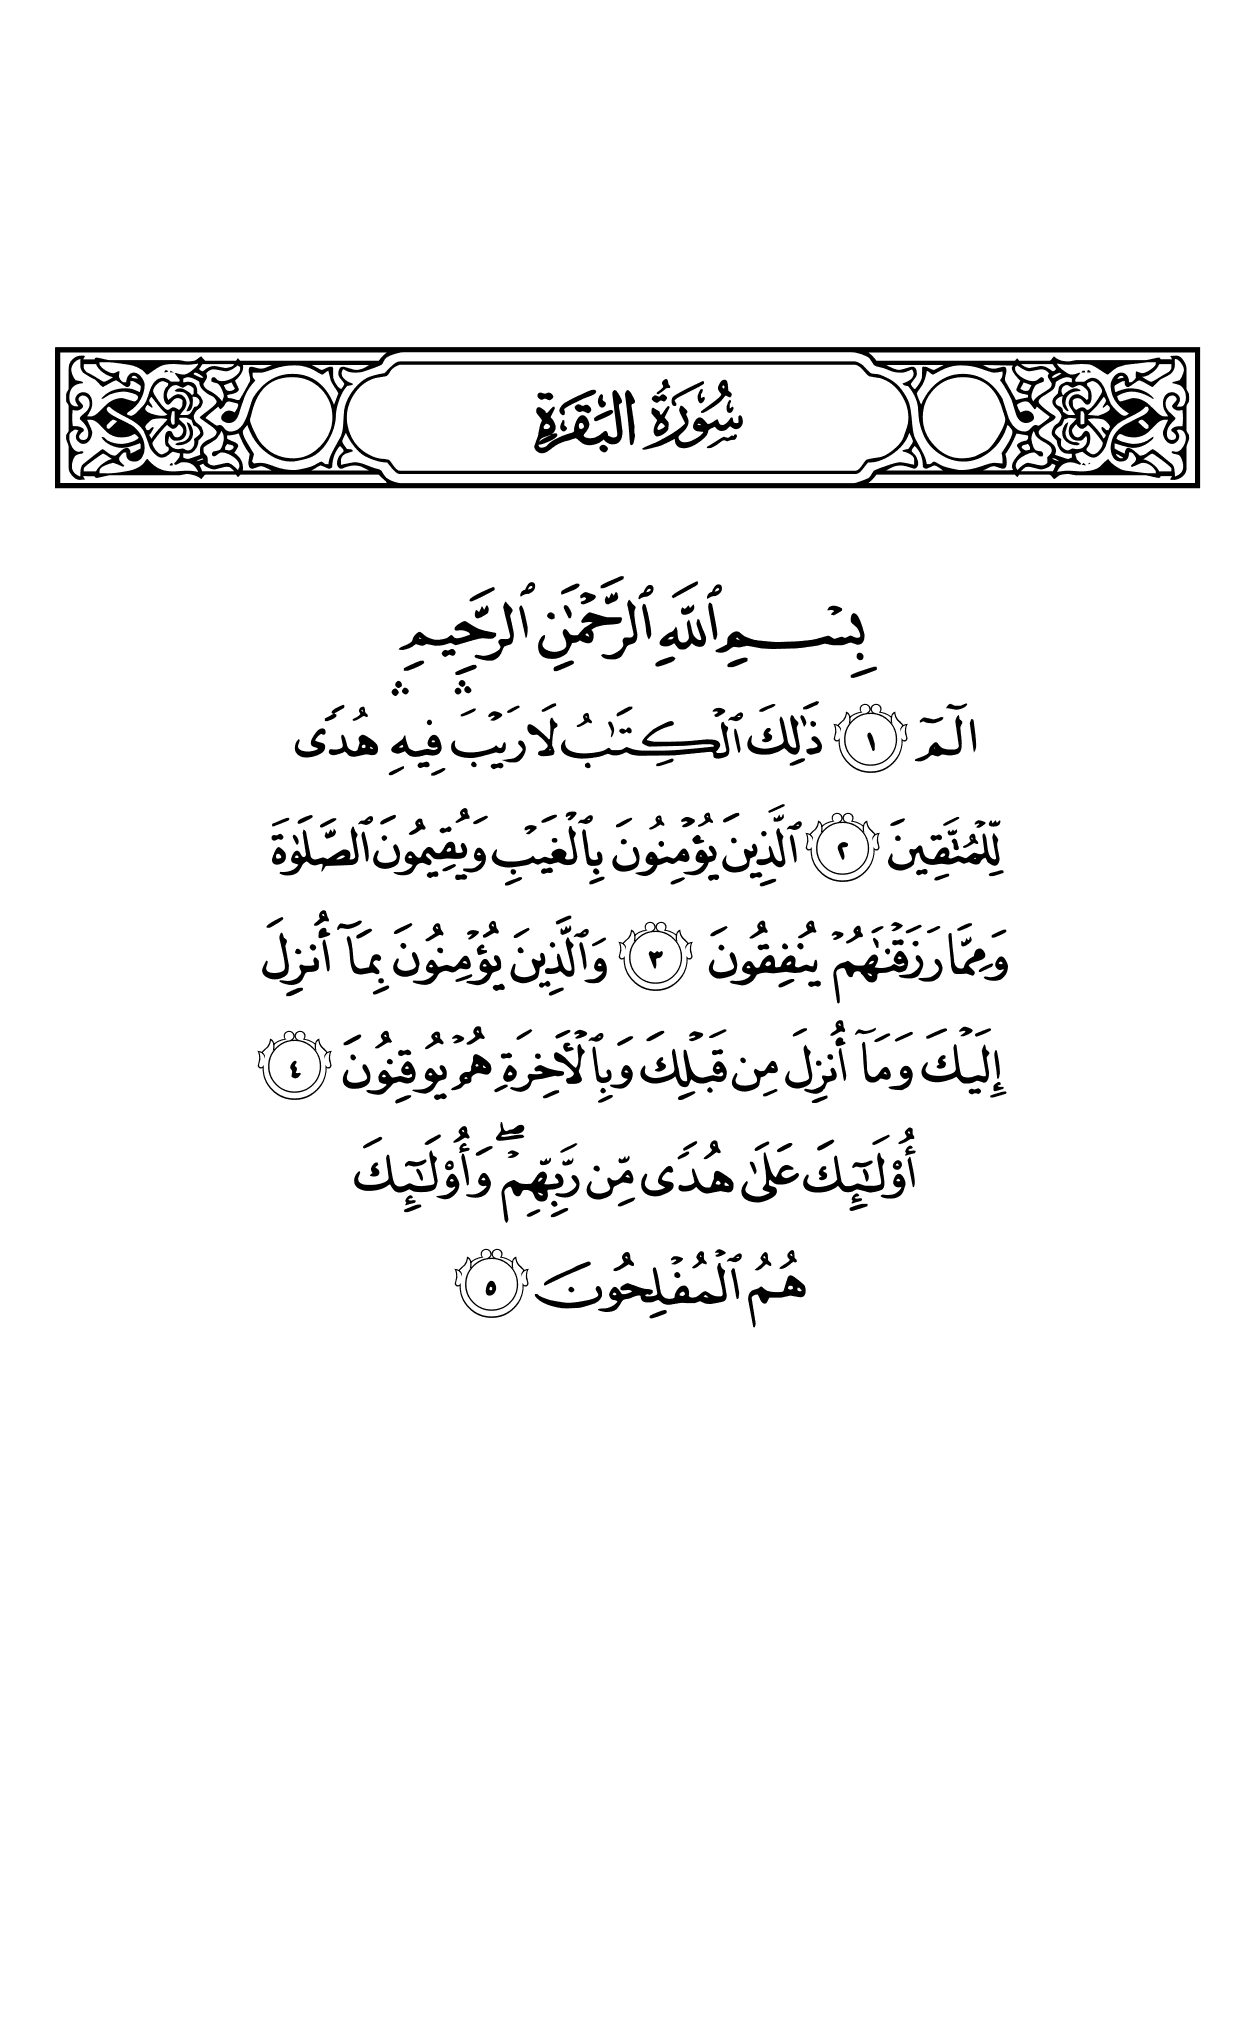 سُورَةُ البَقَرَةِ
بِسۡمِ ٱللَّهِ ٱلرَّحۡمَٰنِ ٱلرَّحِيمِ
الٓمٓ ١ ذَٰلِكَ ٱلۡكِتَٰبُ لَا رَيۡبَۛ فِيهِۛ هُدٗى
لِّلۡمُتَّقِينَ ٢ ٱلَّذِينَ يُؤۡمِنُونَ بِٱلۡغَيۡبِ وَيُقِيمُونَ ٱلصَّلَوٰةَ
وَمِمَّا رَزَقۡنَٰهُمۡ يُنفِقُونَ ٣ وَٱلَّذِينَ يُؤۡمِنُونَ بِمَآ أُنزِلَ
إِلَيۡكَ وَمَآ أُنزِلَ مِن قَبۡلِكَ وَبِٱلۡأٓخِرَةِ هُمۡ يُوقِنُونَ ٤
أُوْلَٰٓئِكَ عَلَىٰ هُدٗى مِّن رَّبِّهِمۡۖ وَأُوْلَٰٓئِكَ
هُمُ ٱلۡمُفۡلِحُونَ ٥